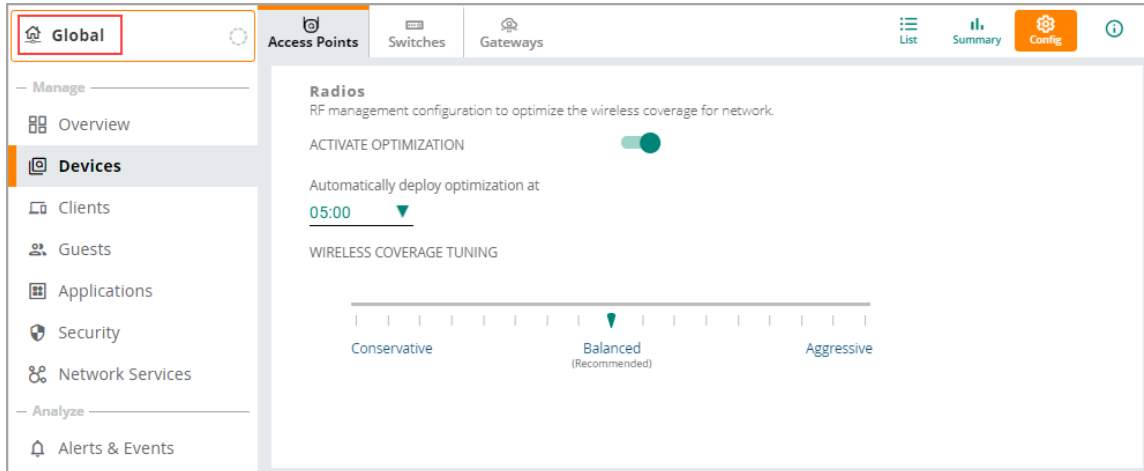 Global
Access Points
Switches
Gateways
List
Summary
Config
Manage
Overview
Devices
Clients
Guests
Applications
Security
Network Services
Analyze
Alerts & Events
Radios
RF management configuration to optimize the wireless coverage for network.
ACTIVATE OPTIMIZATION
Automatically deploy optimization at
05:00
WIRELESS COVERAGE TUNING
Conservative
Balanced
(Recommended)
Aggressive